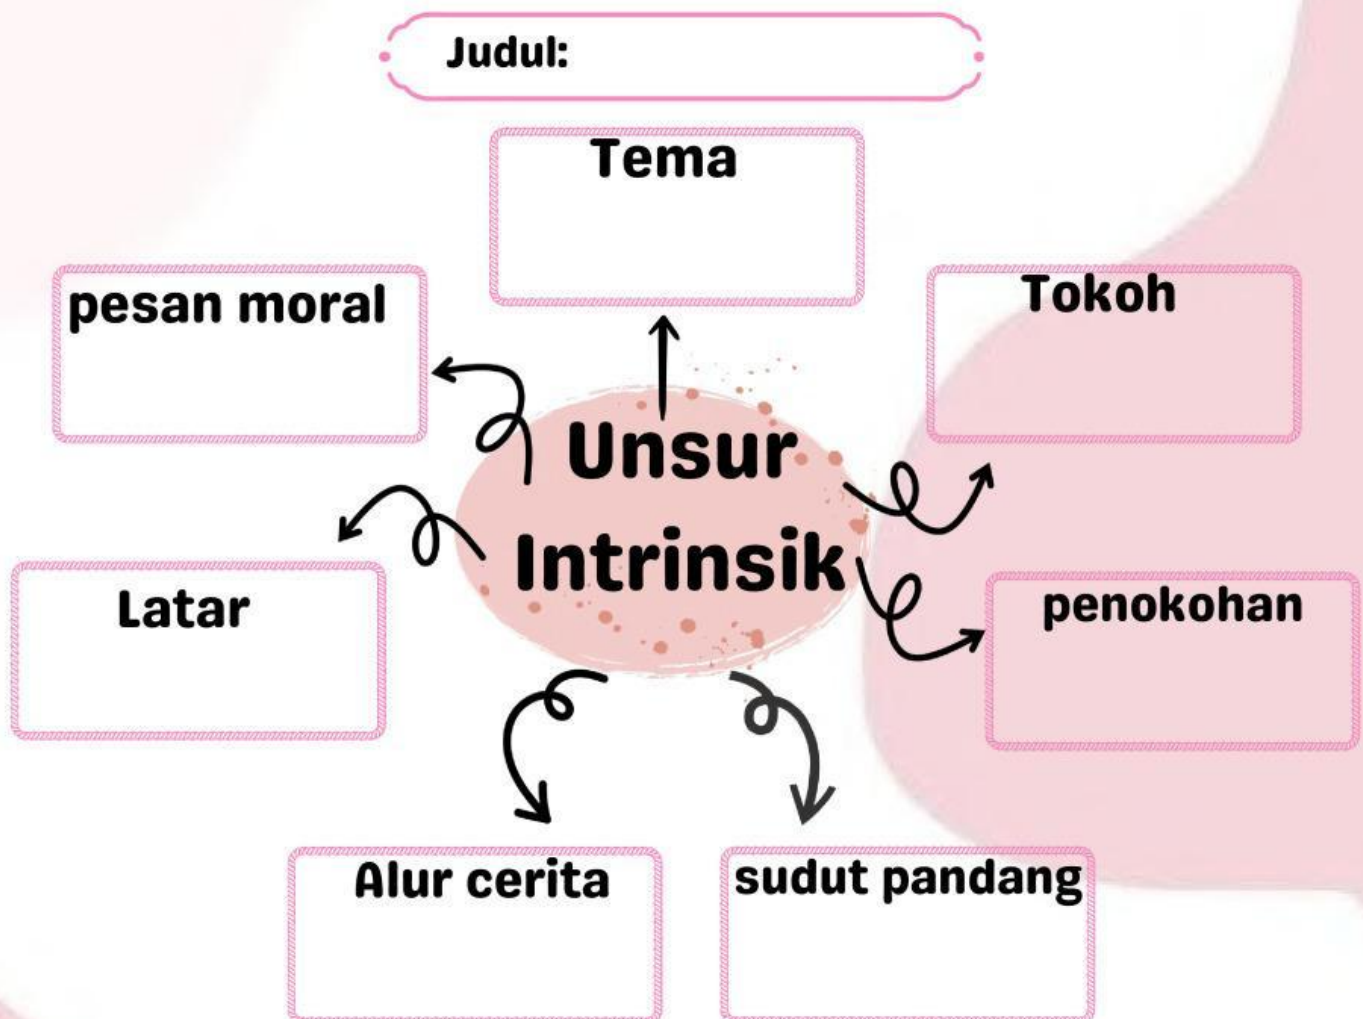 Judul:
Tema
pesan moral
Tokoh
Unsur
Intrinsik
Latar
penokohan
Alur cerita
sudut pandang